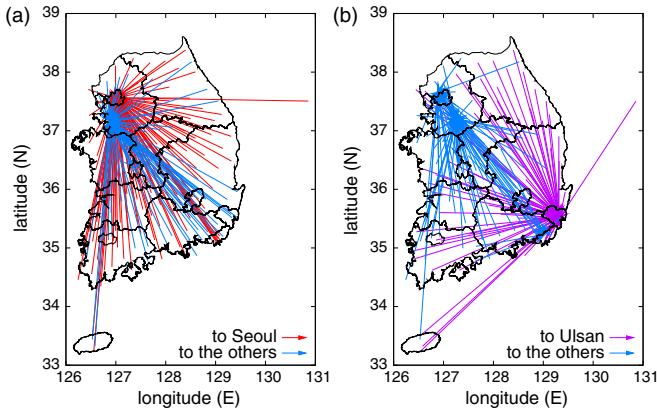 (a)
39
38
37
36
35
34
33
latitude (N)
to Seoul
to the others
126 127 128 129 130 131
longitude (E)
(b)
39
38
37
36
35
34
33
latitude (N)
to Ulsan
to the others
126 127 128 129 130 131
longitude (E)